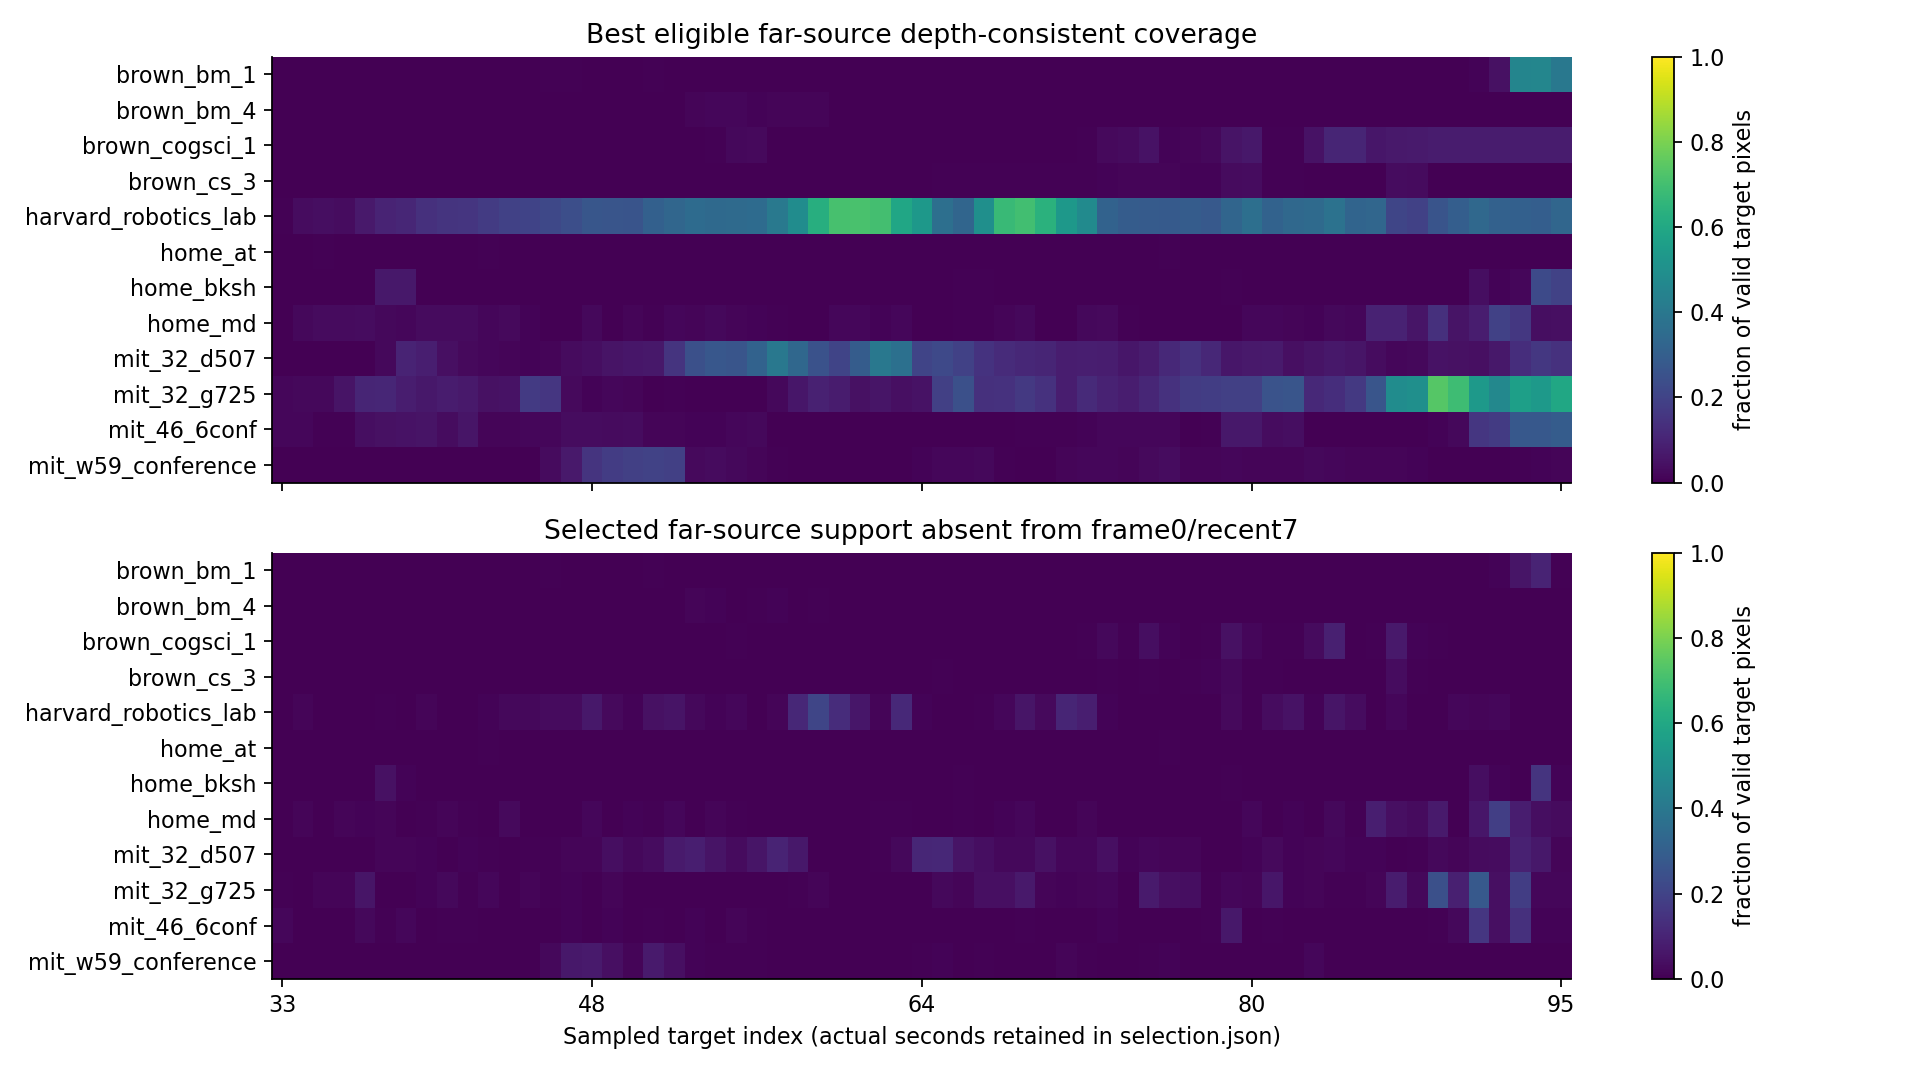 Best eligible far-source depth-consistent coverage
brown_bm_1
brown_bm_4
brown_cogsci_1
brown_cs_3
harvard_robotics_lab
home_at
home_bksh
home_md
mit_32_d507
mit_32_g725
mit_46_6conf
mit_w59_conference
1.0
0.8
0.6
0.4
0.2
0.0
fraction of valid target pixels
Selected far-source support absent from frame0/recent7
brown_bm_1
brown_bm_4
brown_cogsci_1
brown_cs_3
harvard_robotics_lab
home_at
home_bksh
home_md
mit_32_d507
mit_32_g725
mit_46_6conf
mit_w59_conference
33 48 64 80 95
Sampled target index (actual seconds retained in selection.json)
1.0
0.8
0.6
0.4
0.2
0.0
fraction of valid target pixels